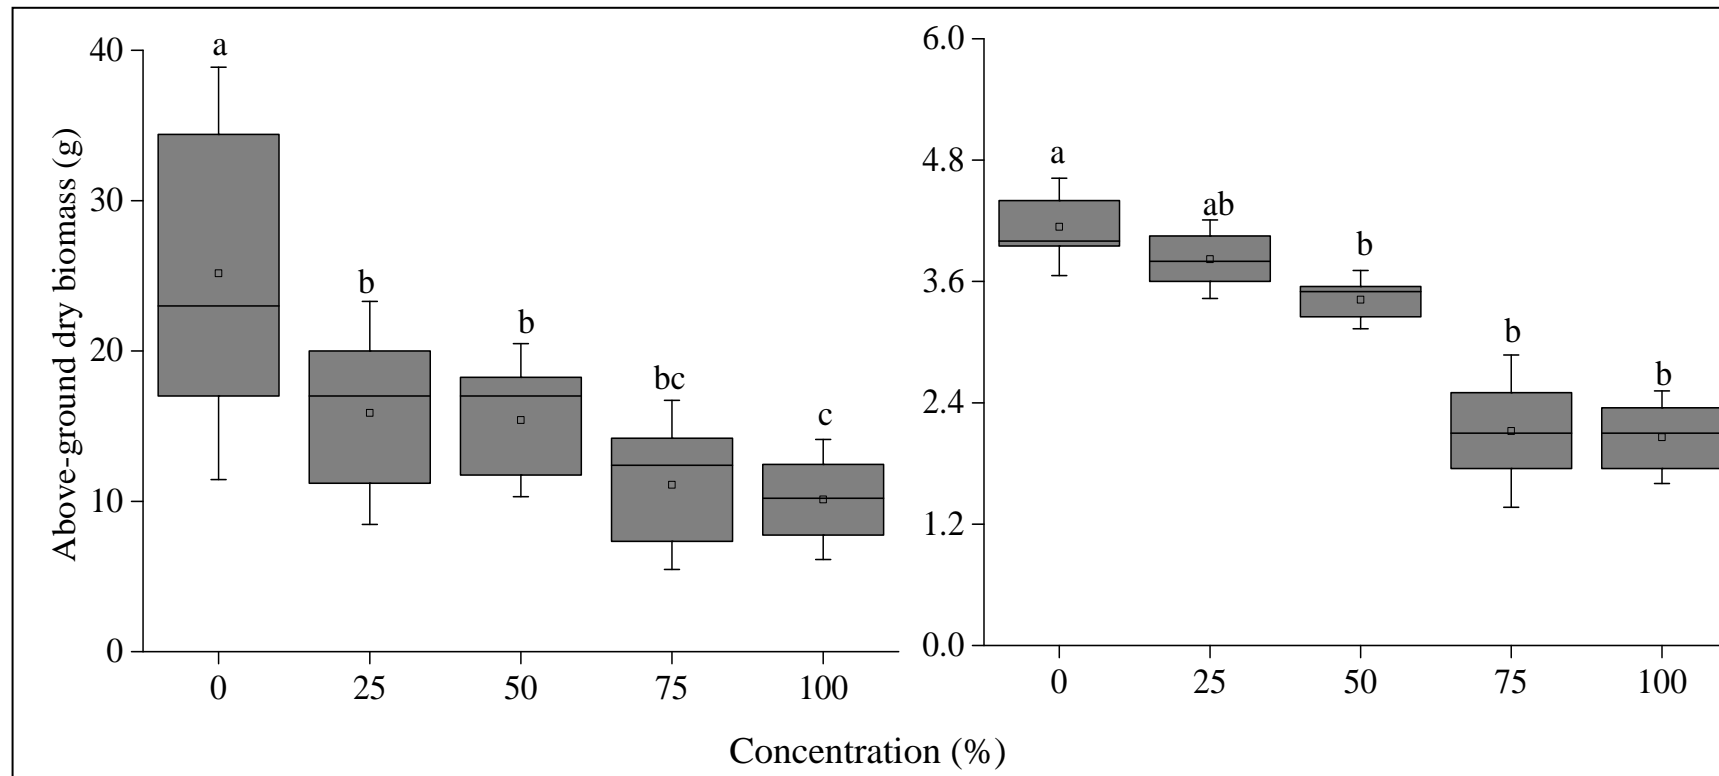 Above-ground dry biomass (g)
40
30
20
10
0
a
b
b
bc
c
0 25 50 75 100
6.0
4.8
3.6
2.4
1.2
0.0
a
ab
b
b
b
0 25 50 75 100
Concentration (%)